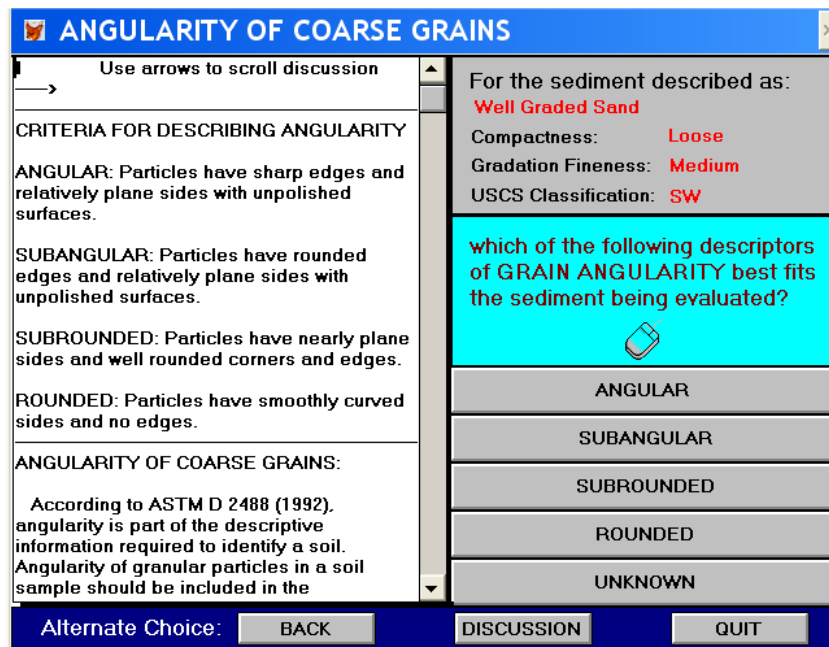 ANGULARITY OF COARSE GRAINS
Use arrows to scroll discussion
--->
CRITERIA FOR DESCRIBING ANGULARITY
ANGULAR: Particles have sharp edges and
relatively plane sides with unpolished
surfaces.
SUBANGULAR: Particles have rounded
edges and relatively plane sides with
unpolished surfaces.
SUBROUNDED: Particles have nearly plane
sides and well rounded corners and edges.
ROUNDED: Particles have smoothly curved
sides and no edges.
ANGULARITY OF COARSE GRAINS:
According to ASTM D 2488 (1992),
angularity is part of the descriptive
information required to identify a soil.
Angularity of granular particles in a soil
sample should be included in the
For the sediment described as:
Well Graded Sand
Compactness: Loose
Gradation Fineness: Medium
USCS Classification: SW
which of the following descriptors
of GRAIN ANGULARITY best fits
the sediment being evaluated?
ANGULAR
SUBANGULAR
SUBROUNDED
ROUNDED
UNKNOWN
Alternate Choice: BACK DISCUSSION QUIT